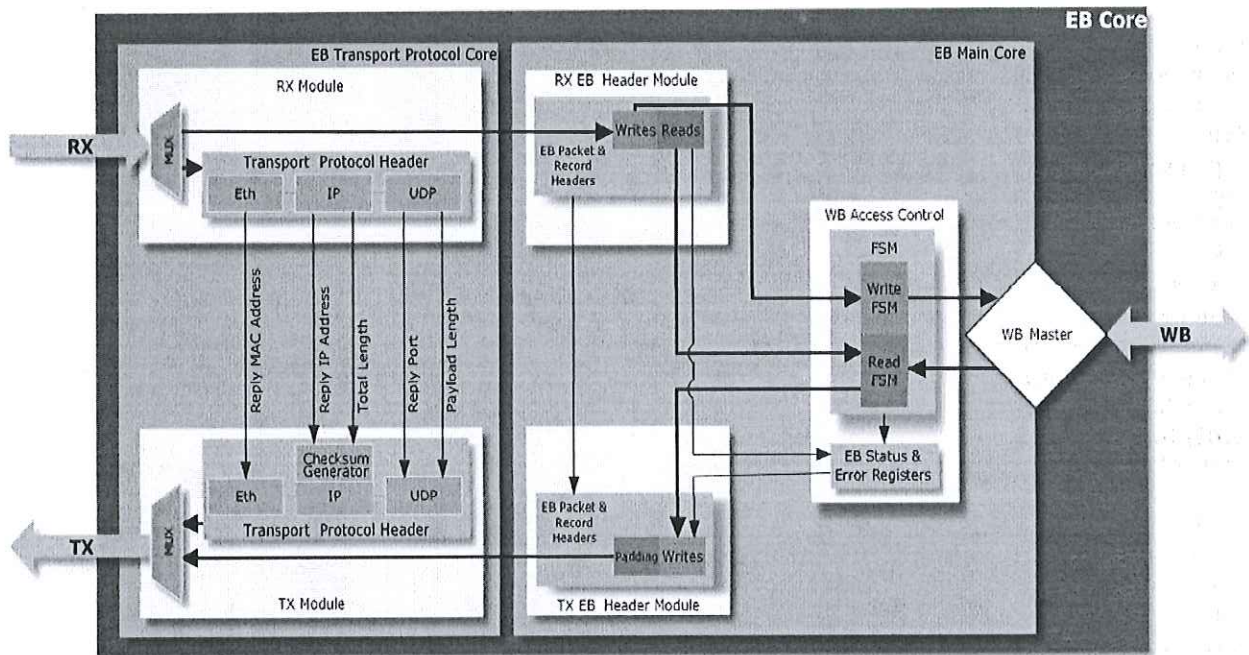 EB Core
EB Transport Protocol Core
EB Main Core
RX Module
RX EB Header Module
RX
MUX
Transport Protocol Header
Eth
IP
UDP
Writes Reads
EB Packet &
Record
Headers
WB Access Control
FSM
Write
FSM
Read
FSM
WB Master
WB
Reply MAC Address
Reply IP Address
Total Length
Reply Port
Payload Length
EB Status &
Error Registers
Checksum
Generator
Eth
IP
UDP
Transport Protocol Header
MUX
TX
EB Packet &
Record
Headers
Padding Writes
TX Module
TX EB Header Module